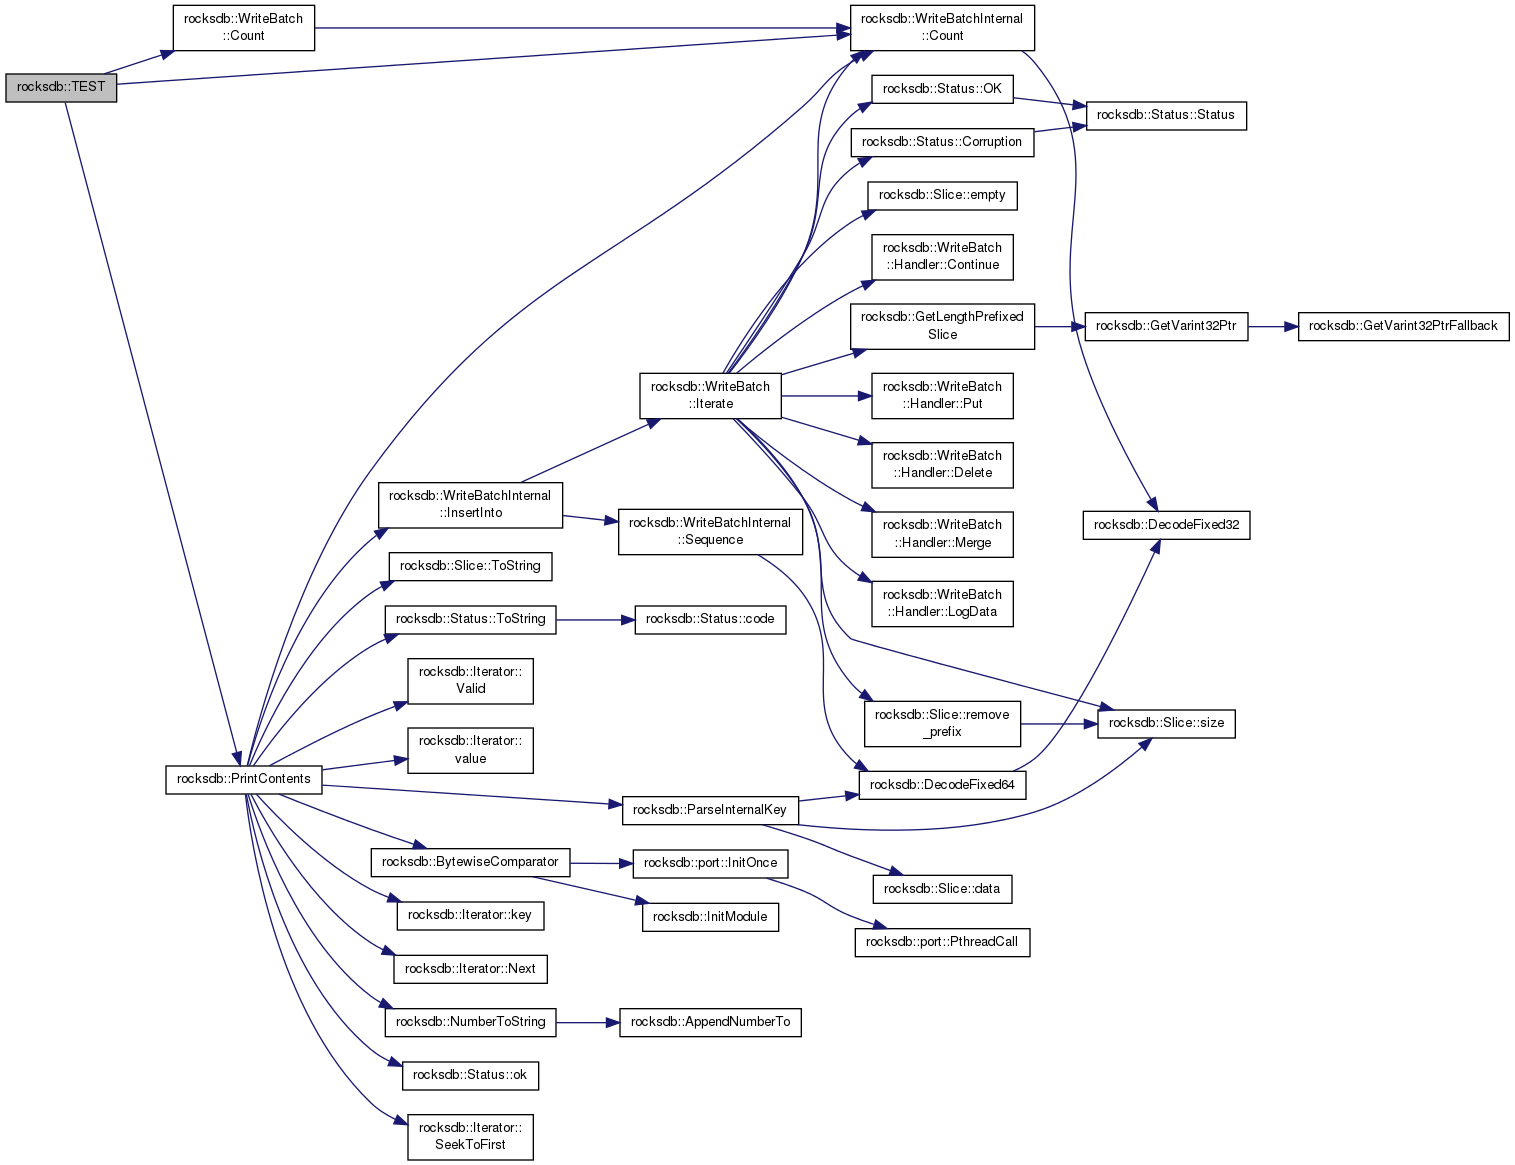 rocksdb::TEST
rocksdb::WriteBatch
::Count
rocksdb::WriteBatchInternal
::Count
rocksdb::Status::OK
rocksdb::Status::Status
rocksdb::Status::Corruption
rocksdb::Slice::empty
rocksdb::WriteBatch
::Handler::Continue
rocksdb::GetLengthPrefixed
Slice
rocksdb::GetVarint32Ptr
rocksdb::GetVarint32PtrFallback
rocksdb::WriteBatch
::Iterate
rocksdb::WriteBatch
::Handler::Put
rocksdb::WriteBatch
::Handler::Delete
rocksdb::WriteBatchInternal
::InsertInto
rocksdb::WriteBatchInternal
::Sequence
rocksdb::WriteBatch
::Handler::Merge
rocksdb::DecodeFixed32
rocksdb::Slice::ToString
rocksdb::WriteBatch
::Handler::LogData
rocksdb::Status::ToString
rocksdb::Status::code
rocksdb::Iterator::
Valid
rocksdb::Slice::remove
_prefix
rocksdb::Slice::size
rocksdb::Iterator::
value
rocksdb::PrintContents
rocksdb::DecodeFixed64
rocksdb::ParseInternalKey
rocksdb::BytewiseComparator
rocksdb::port::InitOnce
rocksdb::Slice::data
rocksdb::Iterator::key
rocksdb::InitModule
rocksdb::port::PthreadCall
rocksdb::Iterator::Next
rocksdb::NumberToString
rocksdb::AppendNumberTo
rocksdb::Status::ok
rocksdb::Iterator::
SeekToFirst